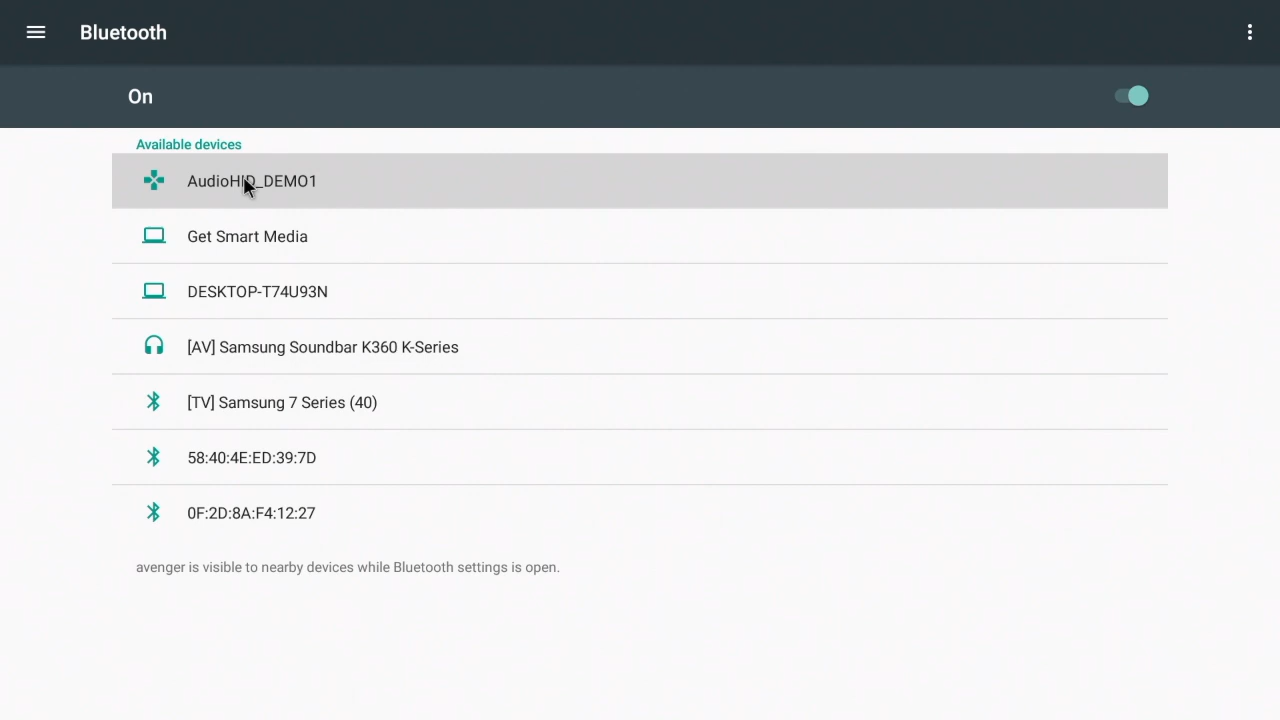 Bluetooth
On
Available devices
AudioHID_DEMO1
Get Smart Media
DESKTOP-T74U93N
[AV] Samsung Soundbar K360 K-Series
[TV] Samsung 7 Series (40)
58:40:4E:ED:39:7D
0F:2D:8A:F4:12:27
avenger is visible to nearby devices while Bluetooth settings is open.